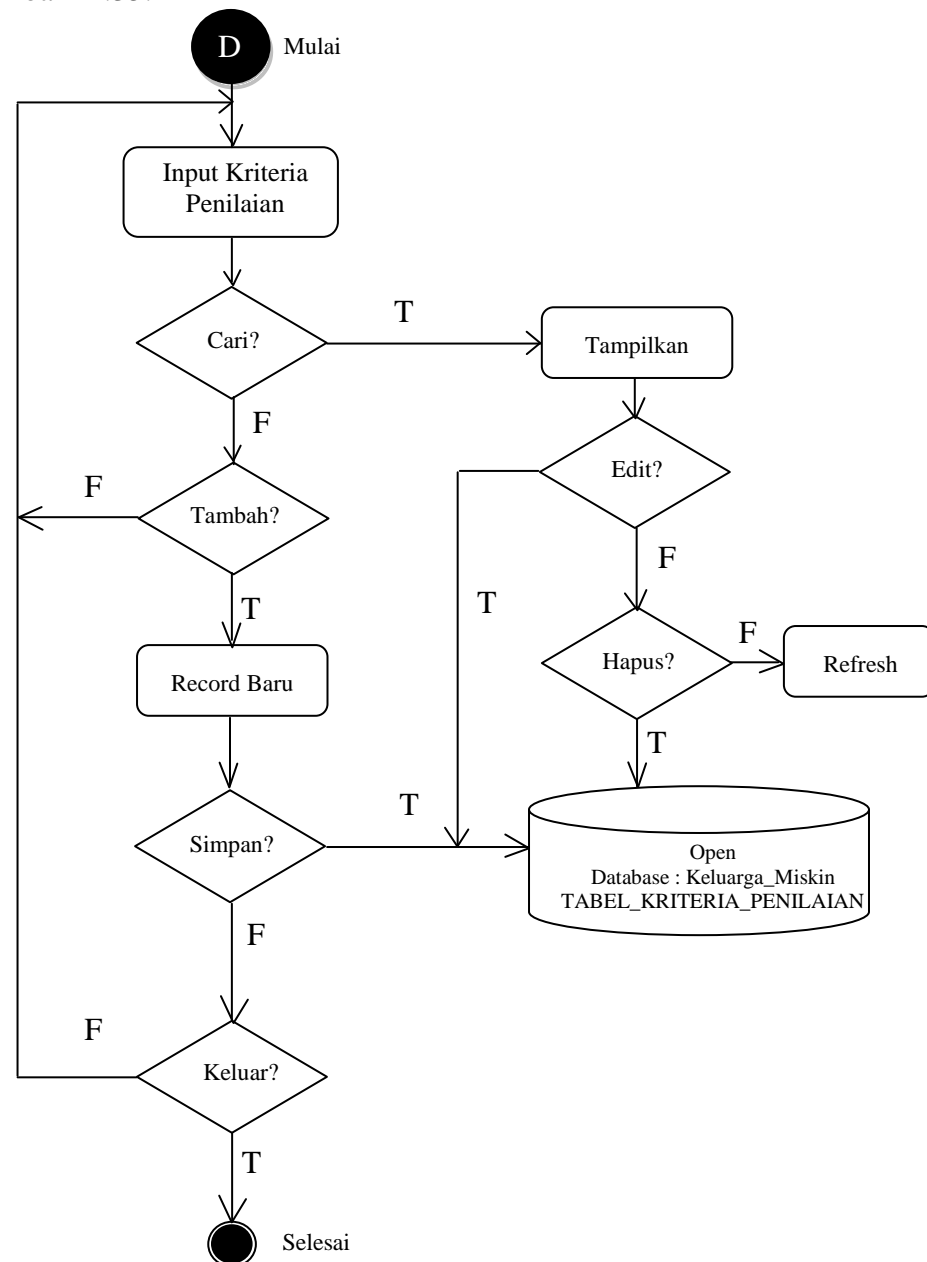 D
Mulai
Input Kriteria
Penilaian
Cari?
T
Tampilkan
F
Edit?
F
Tambah?
F
T
T
Hapus?
F
Refresh
Record Baru
T
T
Simpan?
Open
Database : Keluarga_Miskin
TABEL_KRITERIA_PENILAIAN
F
F
Keluar?
T
Selesai